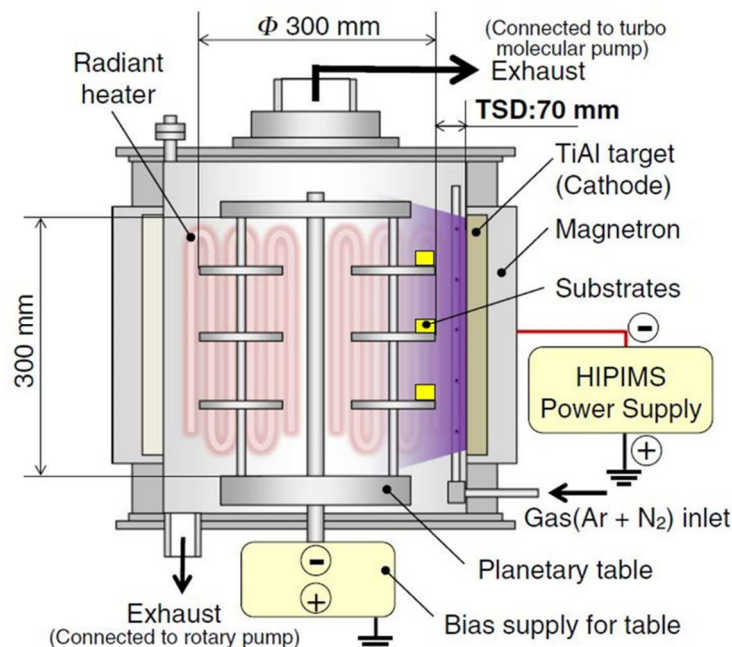 Φ 300 mm
(Connected to turbo
molecular pump)
Exhaust
Radiant
heater
TSD:70 mm
TiAl target
(Cathode)
Magnetron
Substrates
300 mm
-
HIPIMS
Power Supply
+
Gas(Ar + N₂) inlet
Planetary table
-
+
Exhaust
(Connected to rotary pump)
Bias supply for table